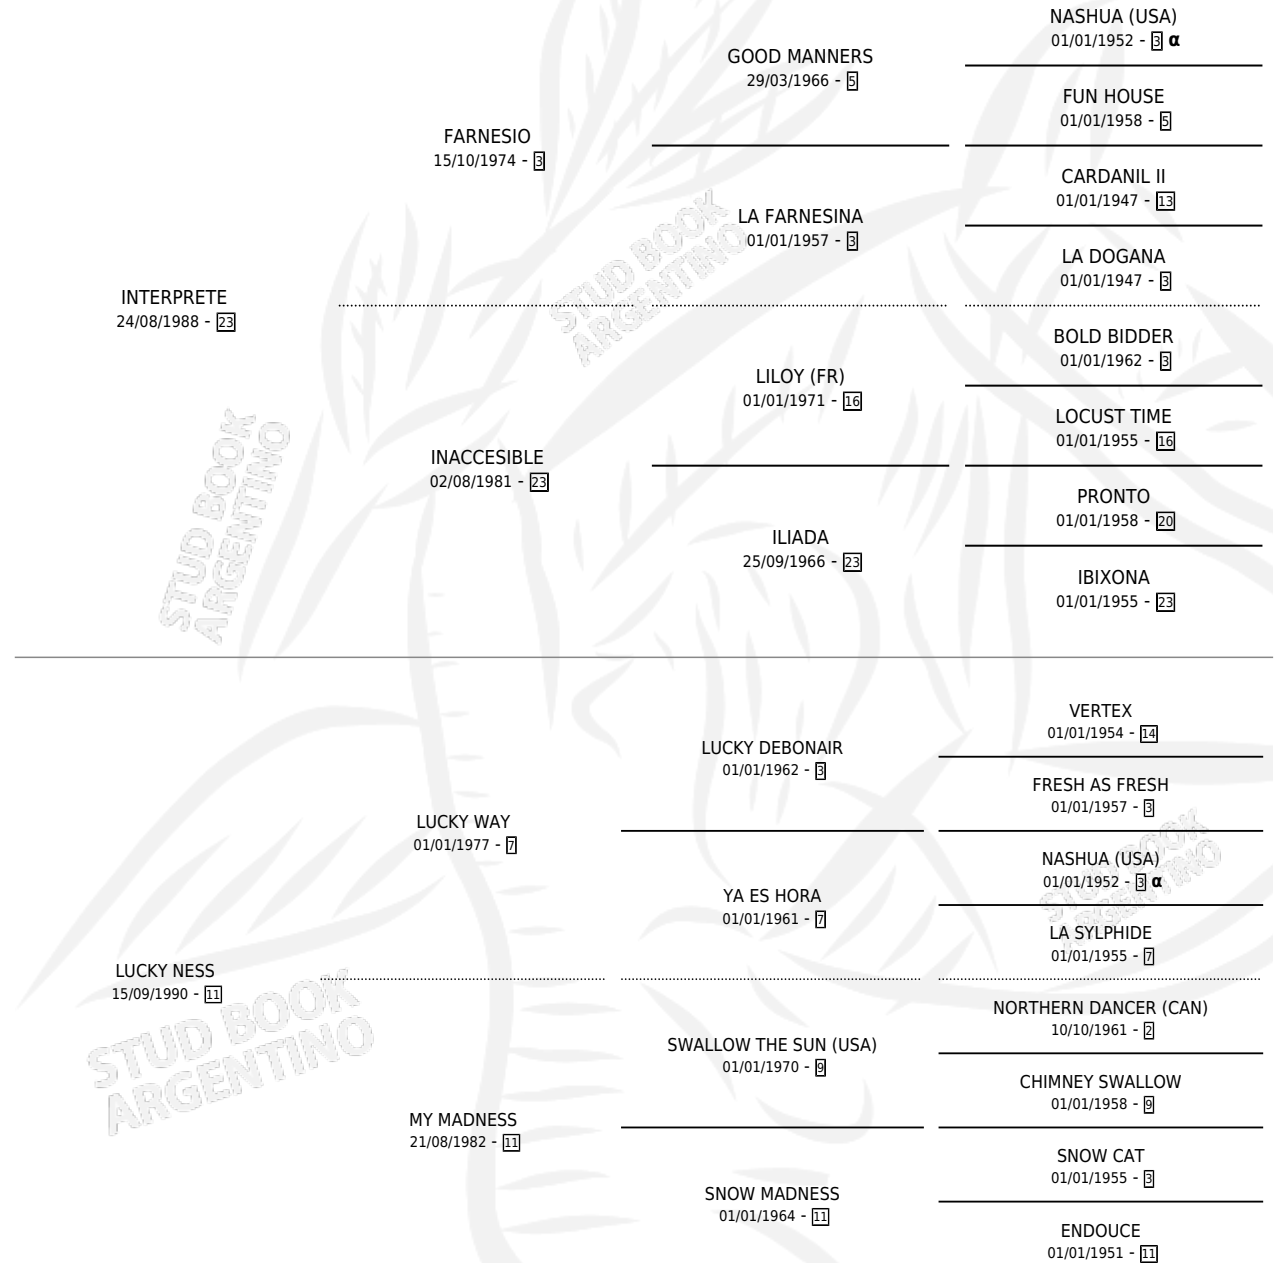 NASHUA (USA)
01/01/1952 - 3 α
GOOD MANNERS
29/03/1966 - 5
FUN HOUSE
01/01/1958 - 5
FARNESIO
15/10/1974 - 3
CARDANIL II
01/01/1947 - 13
LA FARNESINA
01/01/1957 - 3
LA DOGANA
01/01/1947 - 3
INTERPRETE
24/08/1988 - 23
BOLD BIDDER
01/01/1962 - 3
LILOY (FR)
01/01/1971 - 16
LOCUST TIME
01/01/1955 - 16
INACCESIBLE
02/08/1981 - 23
PRONTO
01/01/1958 - 20
ILIADA
25/09/1966 - 23
IBIXONA
01/01/1955 - 23
VERTEX
01/01/1954 - 14
LUCKY DEBONAIR
01/01/1962 - 3
FRESH AS FRESH
01/01/1957 - 3
LUCKY WAY
01/01/1977 - 7
NASHUA (USA)
01/01/1952 - 3 α
YA ES HORA
01/01/1961 - 7
LA SYLPHIDE
01/01/1955 - 7
LUCKY NESS
15/09/1990 - 11
NORTHERN DANCER (CAN)
10/10/1961 - 2
SWALLOW THE SUN (USA)
01/01/1970 - 9
CHIMNEY SWALLOW
01/01/1958 - 9
MY MADNESS
21/08/1982 - 11
SNOW CAT
01/01/1955 - 3
SNOW MADNESS
01/01/1964 - 11
ENDOUCE
01/01/1951 - 11
STUD BOOK
ARGENTINO
STUD BOOK
ARGENTINO
STUD BOOK
ARGENTINO
STUD BOOK
ARGENTINO